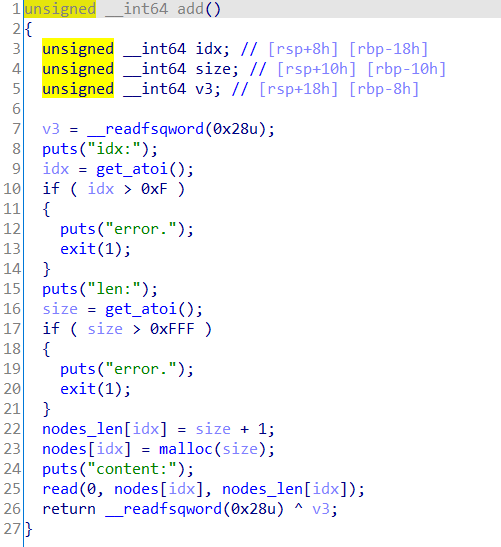 1 unsigned __int64 add()
2 {
3 unsigned __int64 idx; // [rsp+8h] [rbp-18h]
4 unsigned __int64 size; // [rsp+10h] [rbp-10h]
5 unsigned __int64 v3; // [rsp+18h] [rbp-8h]
6
7 v3 = __readfsqword(0x28u);
8 puts("idx:");
9 idx = get_atoi();
10 if ( idx > 0xF )
11 {
12 puts("error.");
13 exit(1);
14 }
15 puts("len:");
16 size = get_atoi();
17 if ( size > 0xFFF )
18 {
19 puts("error.");
20 exit(1);
21 }
22 nodes_len[idx] = size + 1;
23 nodes[idx] = malloc(size);
24 puts("content:");
25 read(0, nodes[idx], nodes_len[idx]);
26 return __readfsqword(0x28u) ^ v3;
27 }